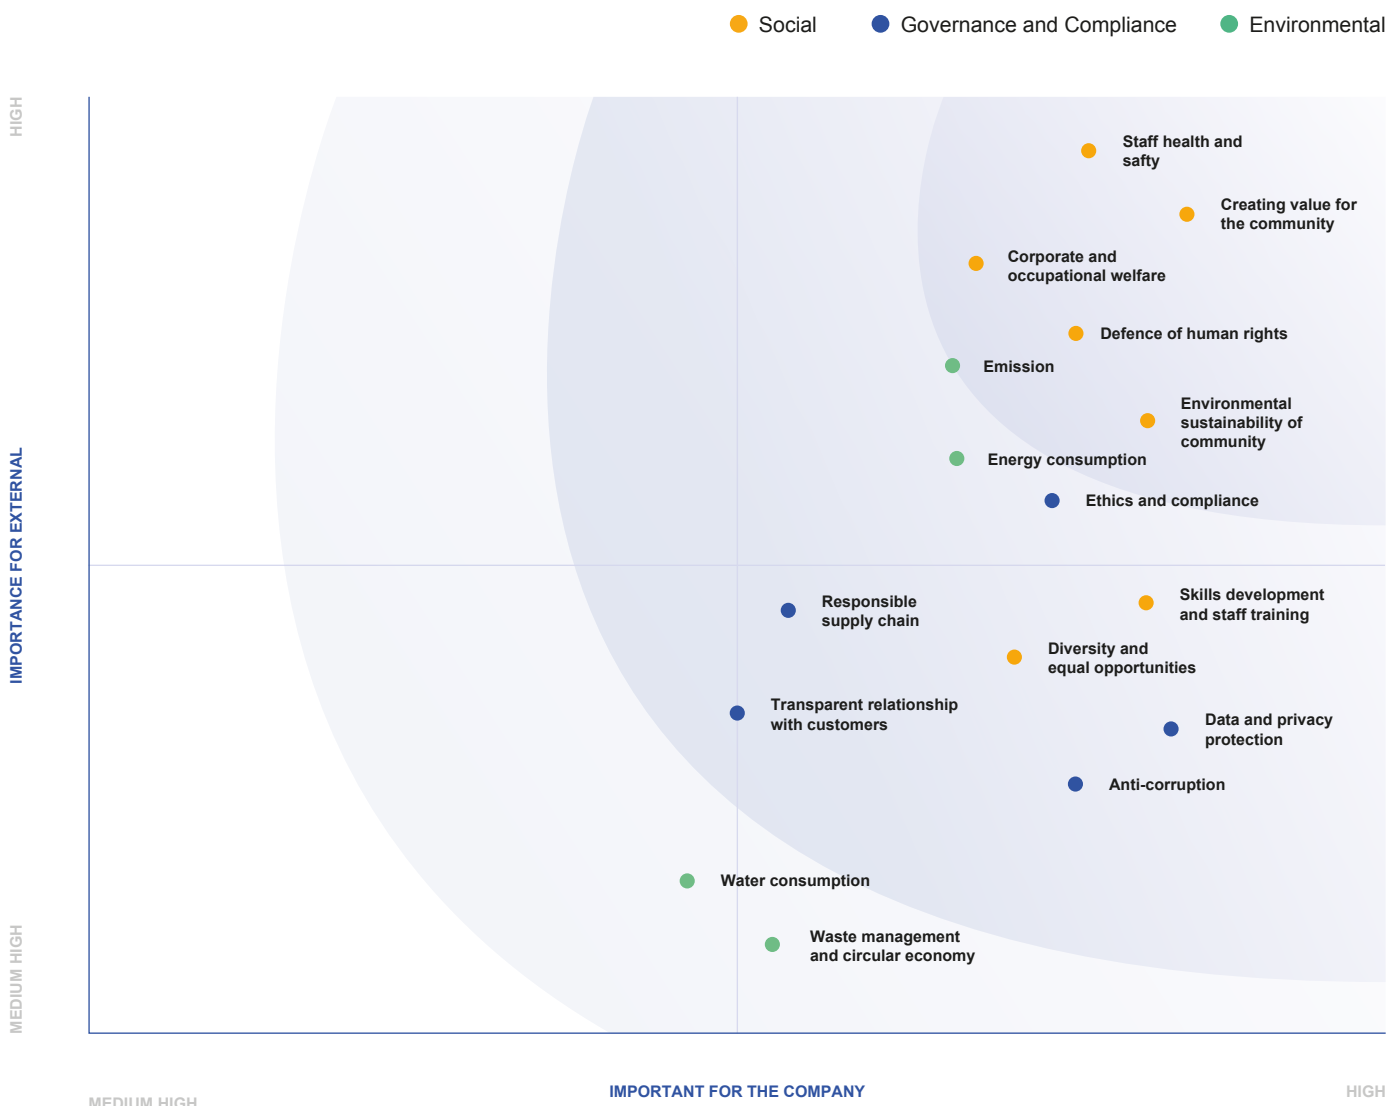 Social
Governance and Compliance
Environmental
HIGH
Staff health and
safty
Creating value for
the community
Corporate and
occupational welfare
Defence of human rights
Emission
Environmental
sustainability of
community
Energy consumption
Ethics and compliance
IMPORTANCE FOR EXTERNAL
Responsible
supply chain
Skills development
and staff training
Diversity and
equal opportunities
Transparent relationship
with customers
Data and privacy
protection
Anti-corruption
Water consumption
Waste management
and circular economy
MEDIUM HIGH
MEDIUM HIGH
IMPORTANT FOR THE COMPANY
HIGH